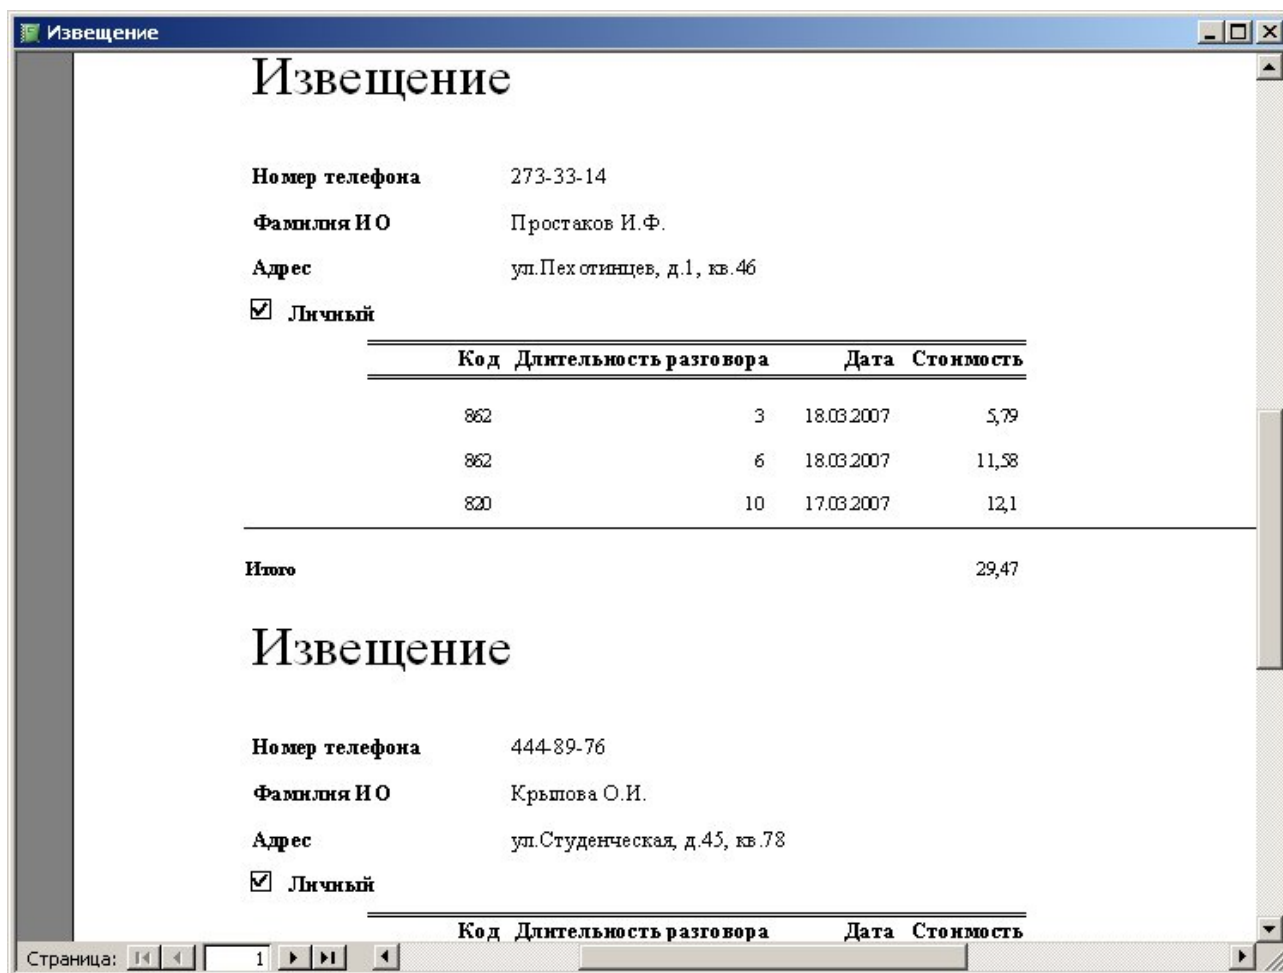 Извещение
Извещение
Номер телефона 273-33-14
Фамилия И О Простаков И.Ф.
Адрес ул.Пехотинцев, д.1, кв.46
Личный
Код Длительность разговора Дата Стоимость
862 3 18.03.2007 5,79
862 6 18.03.2007 11,58
820 10 17.03.2007 12,1
Итого 29,47
Извещение
Номер телефона 444-89-76
Фамилия И О Крылова О.И.
Адрес ул.Студенческая, д.45, кв.78
Личный
Код Длительность разговора Дата Стоимость
Страница: 1